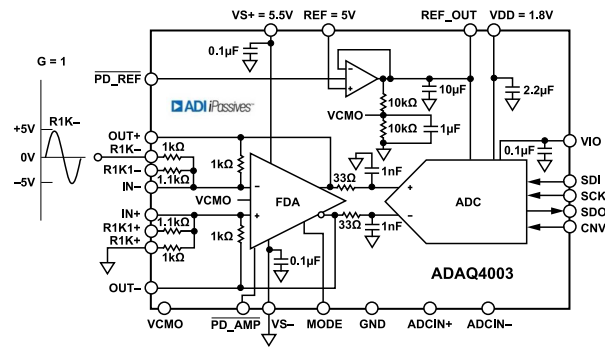 VS+ = 5.5V
REF = 5V
REF_OUT
VDD = 1.8V
G = 1
0.1µF
PD_REF
R1K–
ADI iPassives™
10µF
2.2µF
10kΩ
VCMO
10kΩ
1µF
+5V
0V
–5V
OUT+
R1K–
1kΩ
R1K1–
1.1kΩ
IN–
1kΩ
0.1µF
VIO
1nF
33Ω
–
+
VCMO
FDA
+
–
ADC
SDI
SCK
SDO
CNV
IN+
R1K1+
1.1kΩ
R1K+
1kΩ
1kΩ
33Ω
1nF
0.1µF
OUT–
ADAQ4003
VCMO
PD_AMP
VS–
MODE
GND
ADCIN+
ADCIN–